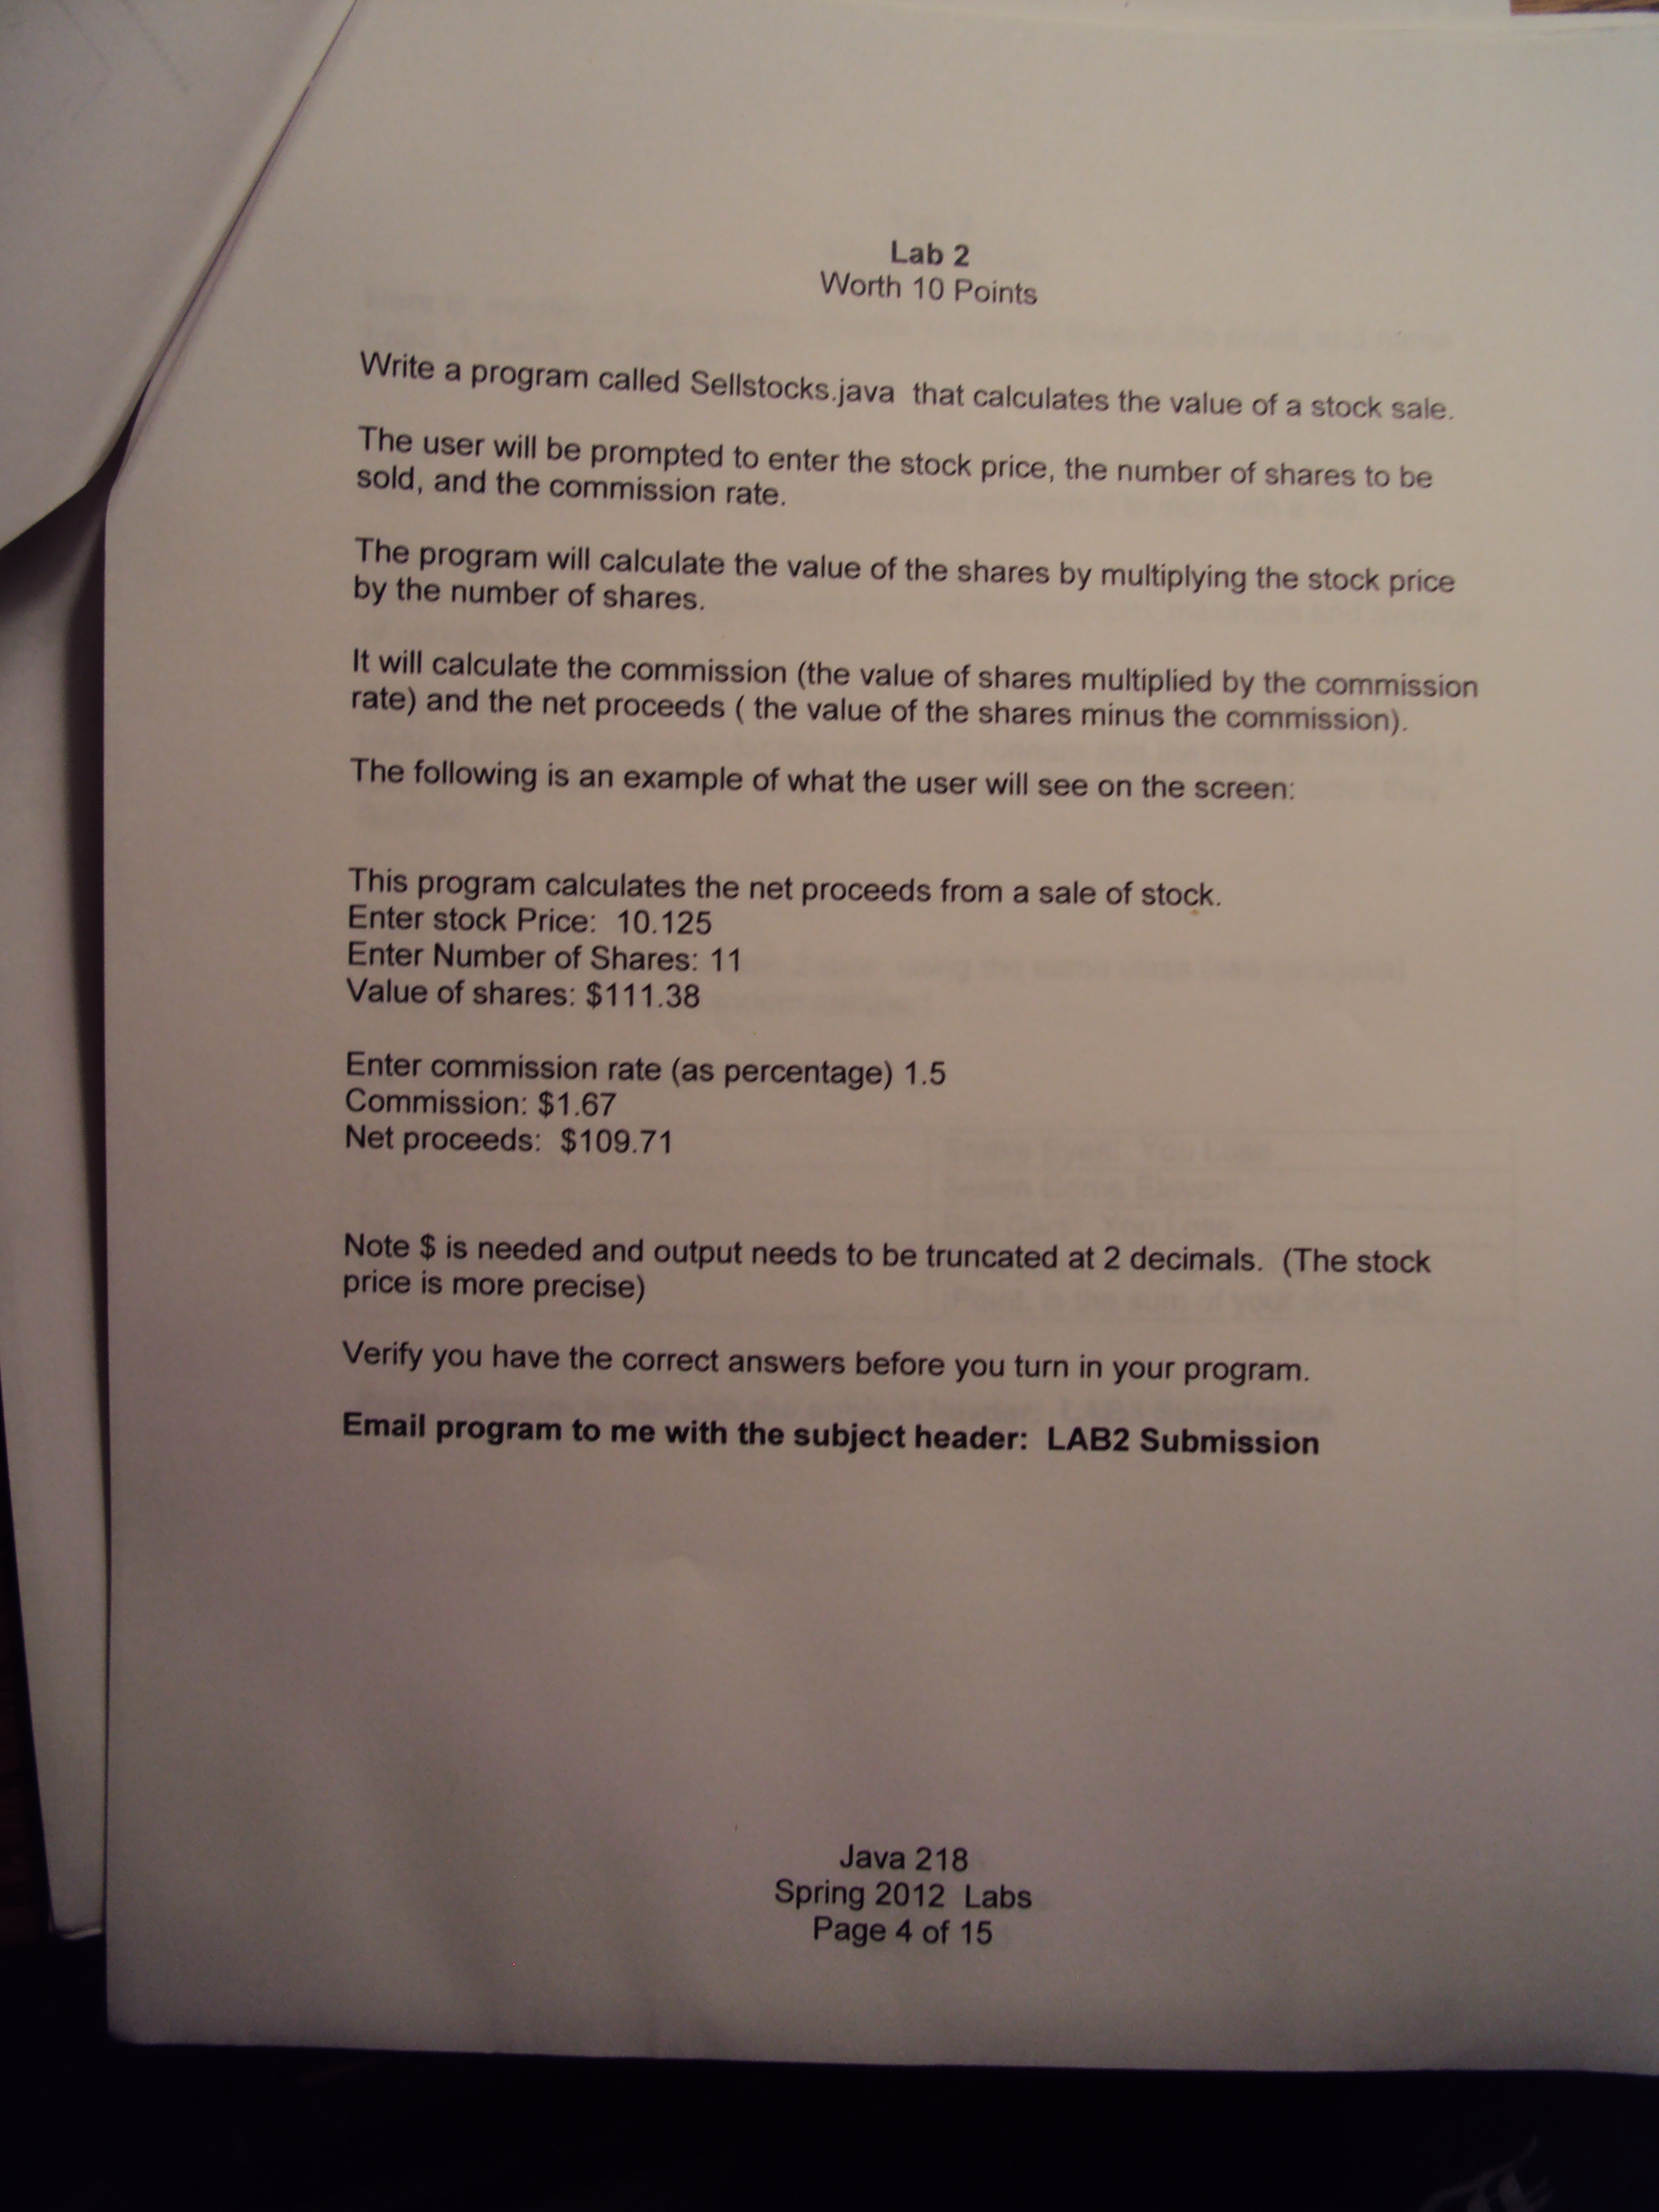 Lab 2
Worth 10 Points
Write a program called Sellstocks.java that calculates the value of a stock sale.
The user will be prompted to enter the stock price, the number of shares to be
sold, and the commission rate.
The program will calculate the value of the shares by multiplying the stock price
by the number of shares.
It will calculate the commission (the value of shares multiplied by the commission
rate) and the net proceeds ( the value of the shares minus the commission).
The following is an example of what the user will see on the screen:
This program calculates the net proceeds from a sale of stock.
Enter stock Price: 10.125
Enter Number of Shares: 11
Value of shares: $111.38
Enter commission rate (as percentage) 1.5
Commission: $1.67
Net proceeds: $109.71
Note $ is needed and output needs to be truncated at 2 decimals. (The stock
price is more precise)
Verify you have the correct answers before you turn in your program.
Email program to me with the subject header: LAB2 Submission
Java 218
Spring 2012 Labs
Page 4 of 15